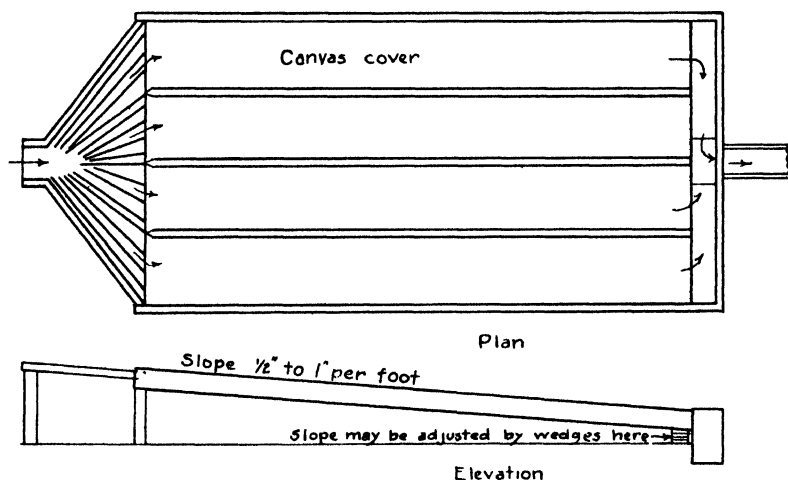 Canvas cover
Plan
Slope ½" to 1" per foot
Slope may be adjusted by wedges here
Elevation